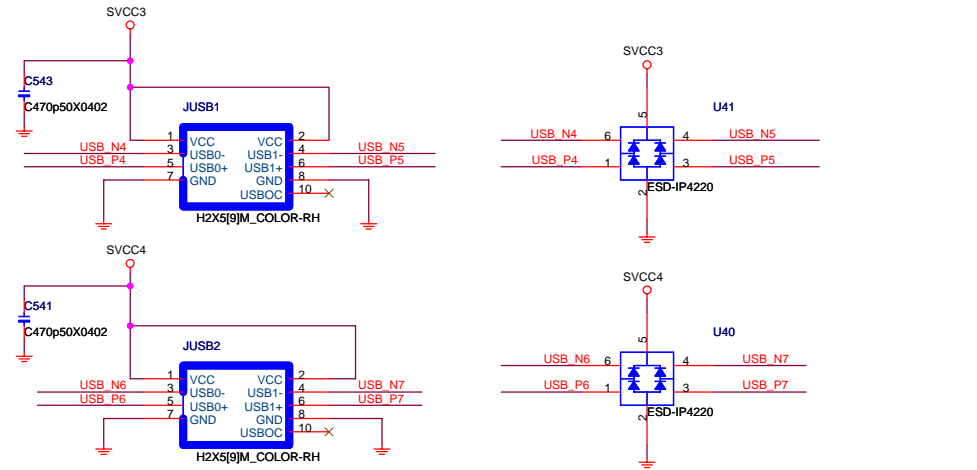 SVCC3
C543
C470p50X0402
JUSB1
1 VCC VCC 2
USB_N4 3 USB0- USB1- 4 USB_N5
USB_P4 5 USB0+ USB1+ 6 USB_P5
7 GND GND 8
USBOC 10
H2X5[9]M_COLOR-RH
SVCC3
U41
5
USB_N4 6 4 USB_N5
USB_P4 1 3 USB_P5
2
ESD-IP4220
SVCC4
C541
C470p50X0402
JUSB2
1 VCC VCC 2
USB_N6 3 USB0- USB1- 4 USB_N7
USB_P6 5 USB0+ USB1+ 6 USB_P7
7 GND GND 8
USBOC 10
H2X5[9]M_COLOR-RH
SVCC4
U40
5
USB_N6 6 4 USB_N7
USB_P6 1 3 USB_P7
2
ESD-IP4220